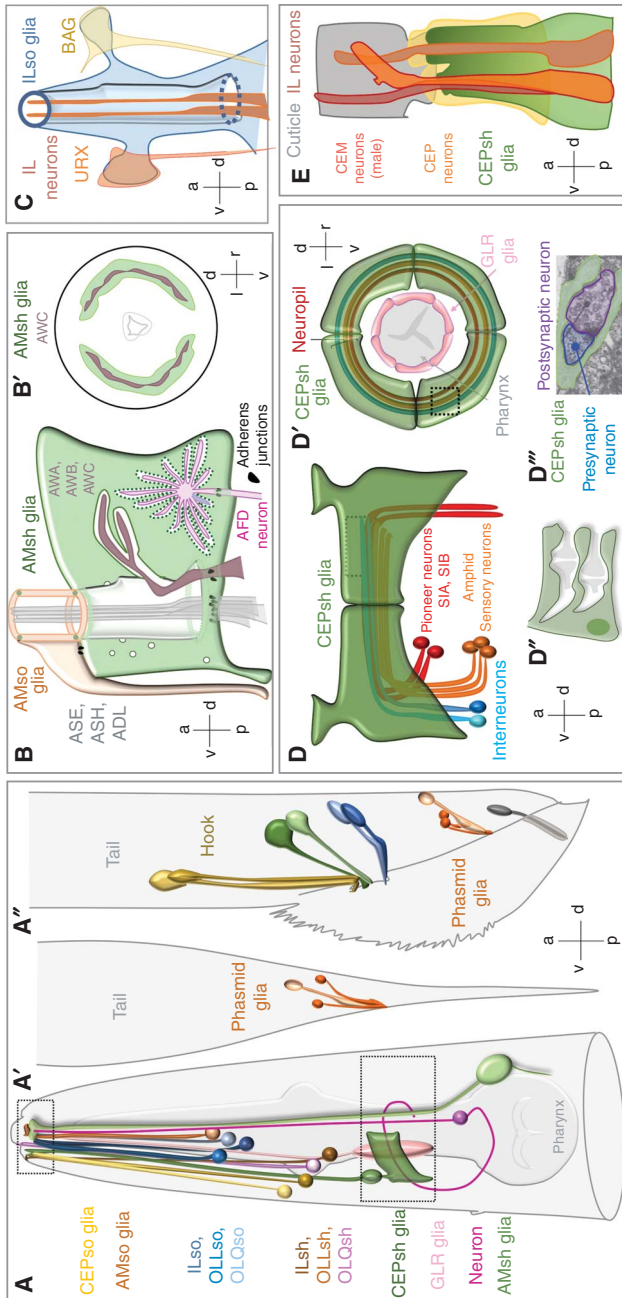 A
CEPso glia
AMso glia
ILso,
OLLso,
OLQso
ILsh,
OLLsh,
OLQsh
CEPsh glia
GLR glia
Neuron
AMsh glia
Pharynx
A′
Tail
Phasmid
glia
A″
Tail
Hook
Phasmid
glia
a
v
d
p
B
AMso
glia
AMsh glia
AWA,
AWB,
AWC
ASE,
ASH,
ADL
AFD
neuron
Adherens
junctions
a
v
d
p
B′
AMsh glia
AWC
d
l
r
v
C
IL
neurons
URX
ILso glia
BAG
a
v
d
p
D
CEPsh glia
Pioneer neurons
SIA, SIB
Amphid
Sensory neurons
Interneurons
a
v
d
p
D′
CEPsh
glia
Neuropil
GLR
glia
Pharynx
d
l
r
v
D″
D‴
CEPsh glia
Postsynaptic neuron
Presynaptic
neuron
E
Cuticle
IL neurons
CEM
neurons
(male)
CEP
neurons
CEPsh
glia
a
v
d
p